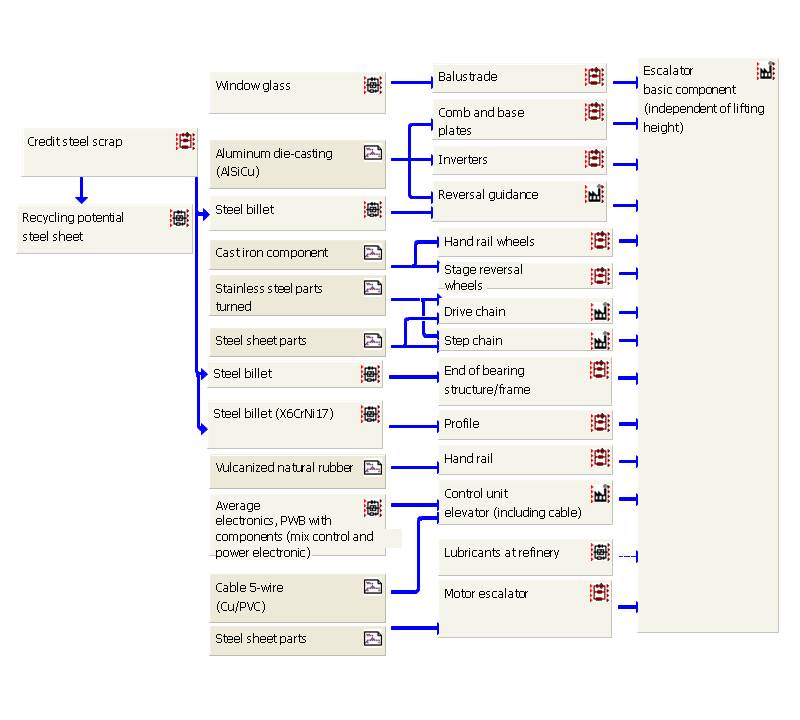 Credit steel scrap
Recycling potential
steel sheet
Window glass
Aluminum die-casting
(AlSiCu)
Steel billet
Cast iron component
Stainless steel parts
turned
Steel sheet parts
Steel billet
Steel billet (X6CrNi17)
Vulcanized natural rubber
Average
electronics, PWB with
components (mix control and
power electronic)
Cable 5-wire
(Cu/PVC)
Steel sheet parts
Balustrade
Comb and base
plates
Inverters
Reversal guidance
Hand rail wheels
Stage reversal
wheels
Drive chain
Step chain
End of bearing
structure/frame
Profile
Hand rail
Control unit
elevator (including cable)
Lubricants at refinery
Motor escalator
Escalator
basic component
(independent of lifting
height)